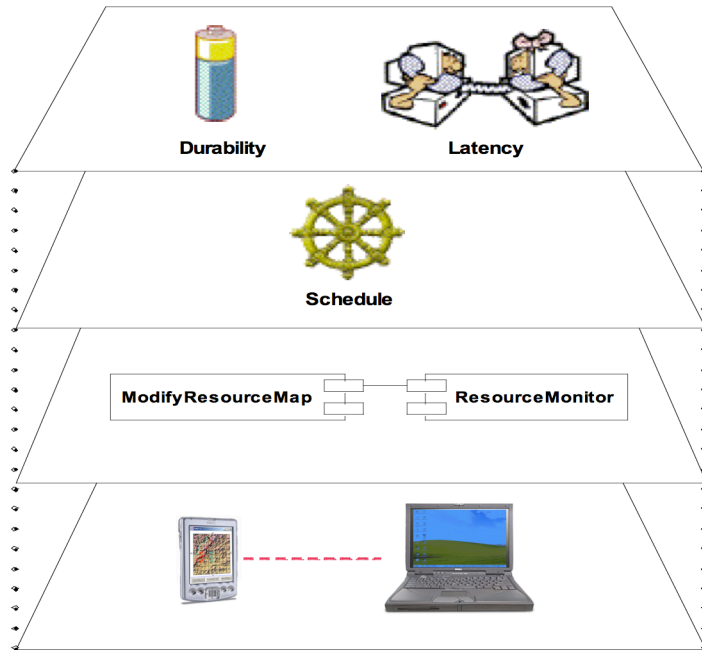 Durability
Latency
Schedule
ModifyResourceMap
ResourceMonitor